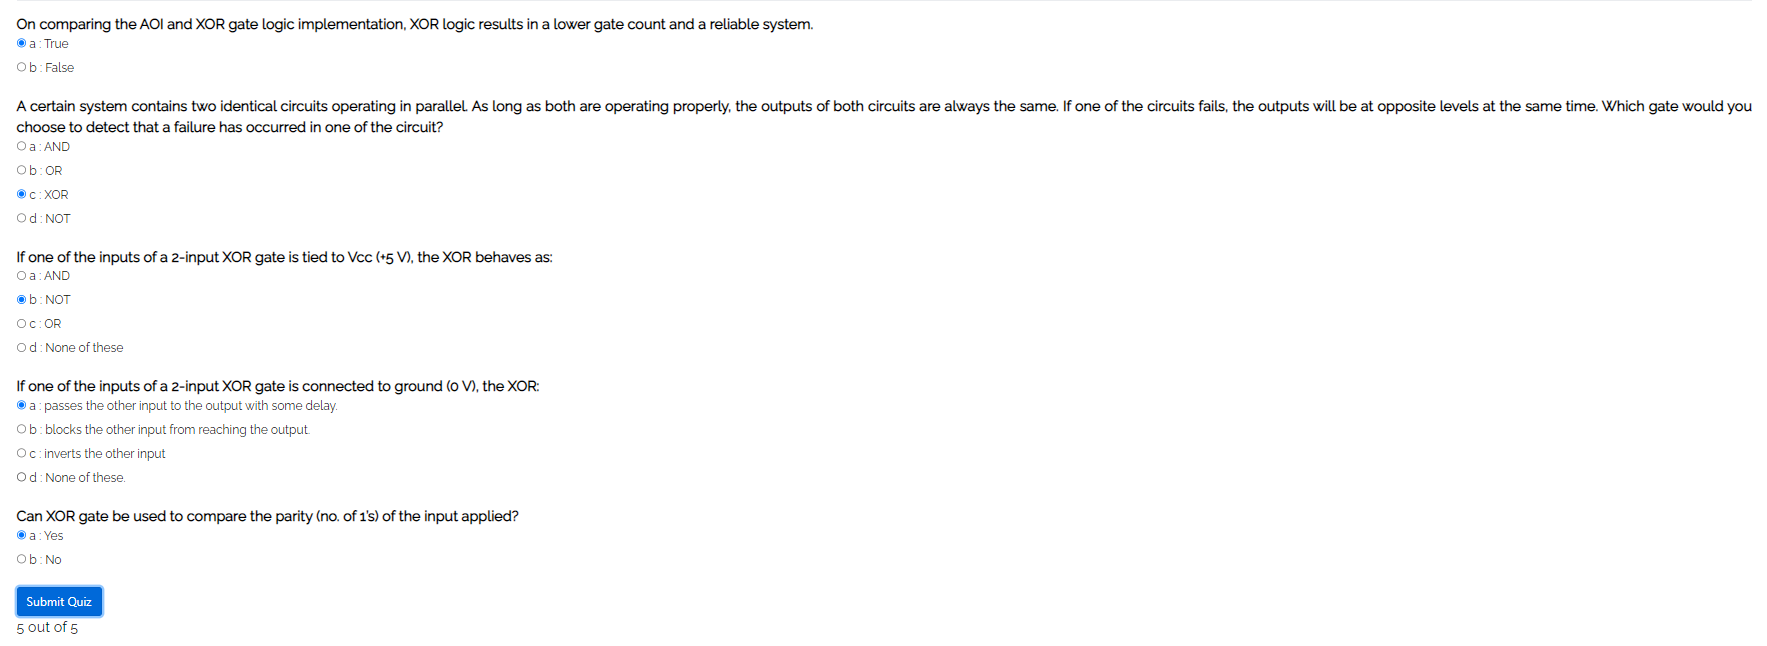 On comparing the AOI and XOR gate logic implementation, XOR logic results in a lower gate count and a reliable system.
a : True
b : False
A certain system contains two identical circuits operating in parallel. As long as both are operating properly, the outputs of both circuits are always the same. If one of the circuits fails, the outputs will be at opposite levels at the same time. Which gate would you
choose to detect that a failure has occurred in one of the circuit?
a : AND
b : OR
c : XOR
d : NOT
If one of the inputs of a 2-input XOR gate is tied to Vcc (+5 V), the XOR behaves as:
a : AND
b : NOT
c : OR
d : None of these
If one of the inputs of a 2-input XOR gate is connected to ground (0 V), the XOR:
a : passes the other input to the output with some delay.
b : blocks the other input from reaching the output.
c : inverts the other input
d : None of these.
Can XOR gate be used to compare the parity (no. of 1's) of the input applied?
a : Yes
b : No
Submit Quiz
5 out of 5